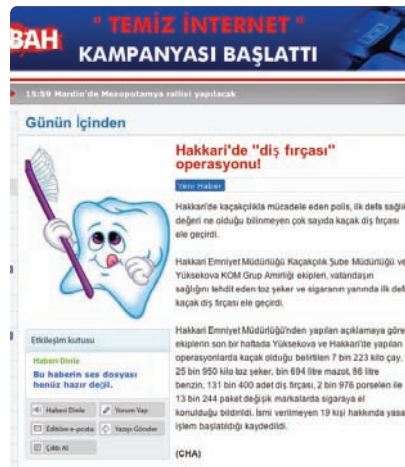 BAH
" TEMİZ İNTERNET "
KAMPANYASI BAŞLATTI
15:59 Mardin'de Mezopotamya rallisi yapılacak
Günün İçinden
Hakkari'de "diş fırçası"
operasyonu!
Yeni Haber
Hakkari'de kaçakçılıkla mücadele eden polis, ilk defa sağlık
değeri ne olduğu bilinmeyen çok sayıda kaçak diş fırçası
ele geçirdi.
Hakkari Emniyet Müdürlüğü Kaçakçılık Şube Müdürlüğü ve
Yüksekova KOM Grup Amirliği ekipleri, vatandaşın
sağlığını tehdit eden toz şeker ve sigaranın yanında ilk defa
kaçak diş fırçası ele geçirdi.
Hakkari Emniyet Müdürlüğü'nden yapılan açıklamaya göre
ekiplerin son bir haftada Yüksekova ve Hakkari'de yapılan
operasyonlarda kaçak olduğu belirtilen 7 bin 223 kilo çay,
25 bin 950 kilo toz şeker, bin 694 litre mazot, 86 litre
benzin, 131 bin 400 adet diş fırçası, 2 bin 976 porselen ile
13 bin 244 paket değişik markalarda sigaraya el
konulduğu bildirildi. İsmi verilmeyen 19 kişi hakkında yasal
işlem başlatıldığı kaydedildi.
(CHA)
Etkileşim kutusu
Haberi Dinle
Bu haberin ses dosyası
henüz hazır değil.
Haberi Dinle
Yorum Yap
Editöre e-posta
Yazıyı Gönder
Çıktı Al